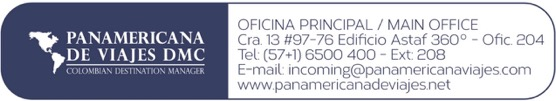 PANAMERICANA
DE VIAJES DMC
COLOMBIAN DESTINATION MANAGER
OFICINA PRINCIPAL / MAIN OFFICE
Cra. 13 #97-76 Edificio Astaf 360° - Ofic. 204
Tel: (57+1) 6500 400 - Ext: 208
E-mail: incoming@panamericanaviajes.com
www.panamericanadeviajes.net